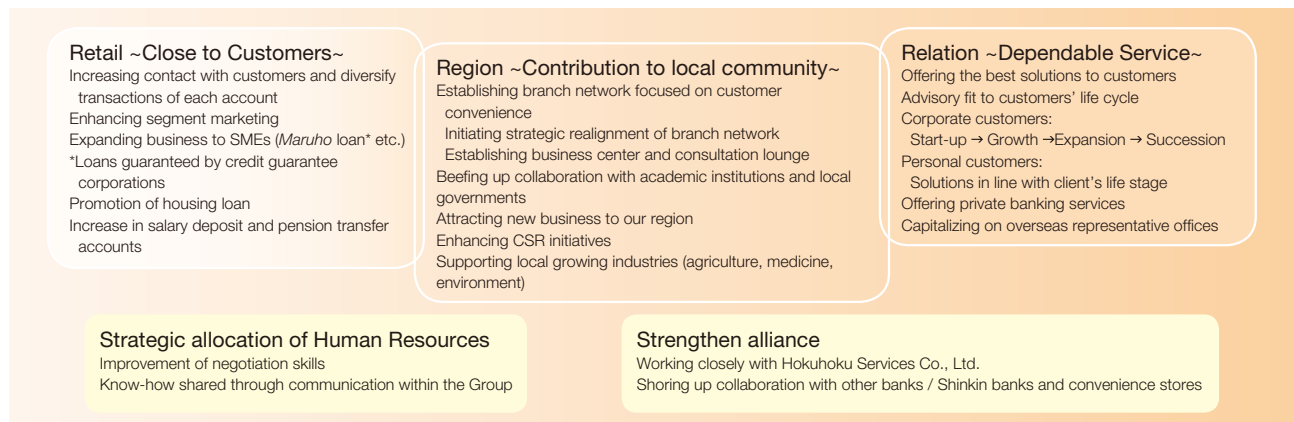 Retail ~Close to Customers~
Increasing contact with customers and diversify
transactions of each account
Enhancing segment marketing
Expanding business to SMEs (Maruho loan* etc.)
*Loans guaranteed by credit guarantee
corporations
Promotion of housing loan
Increase in salary deposit and pension transfer
accounts
Region ~Contribution to local community~
Establishing branch network focused on customer
convenience
Initiating strategic realignment of branch network
Establishing business center and consultation lounge
Beefing up collaboration with academic institutions and local
governments
Attracting new business to our region
Enhancing CSR initiatives
Supporting local growing industries (agriculture, medicine,
environment)
Relation ~Dependable Service~
Offering the best solutions to customers
Advisory fit to customers' life cycle
Corporate customers:
Start-up → Growth →Expansion → Succession
Personal customers:
Solutions in line with client's life stage
Offering private banking services
Capitalizing on overseas representative offices
Strategic allocation of Human Resources
Improvement of negotiation skills
Know-how shared through communication within the Group
Strengthen alliance
Working closely with Hokuhoku Services Co., Ltd.
Shoring up collaboration with other banks / Shinkin banks and convenience stores